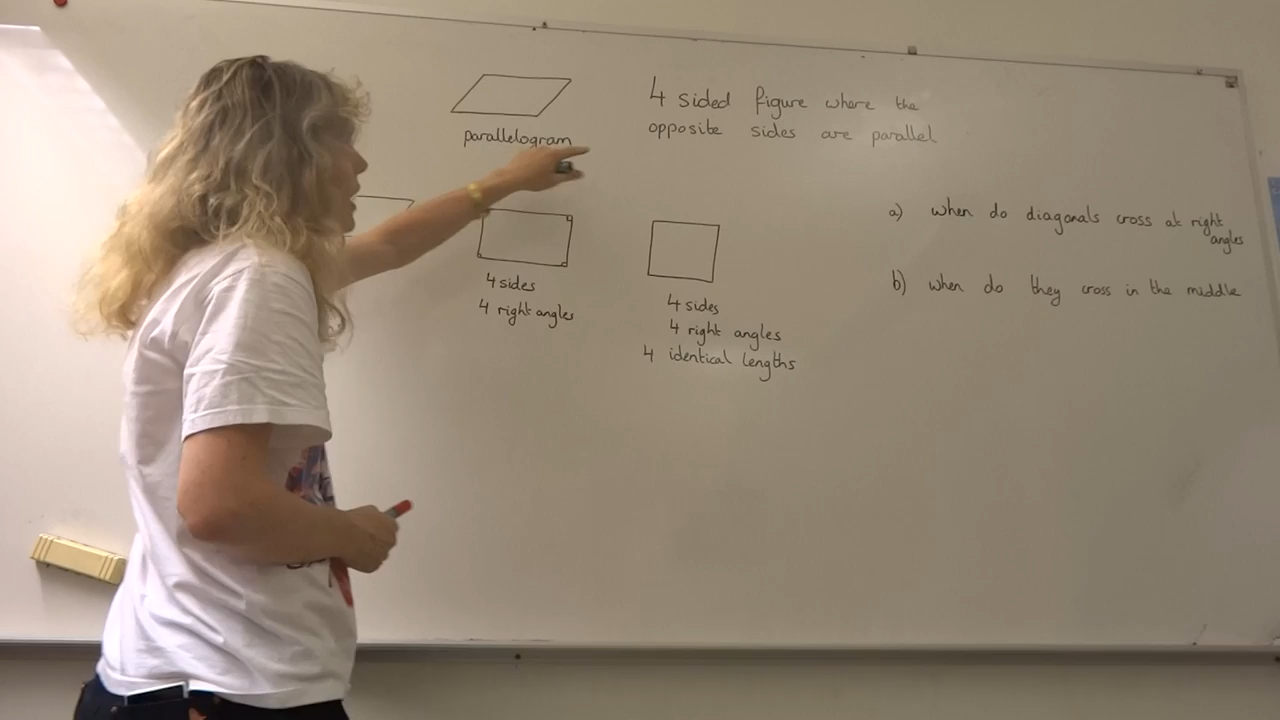 parallelogram
4 sided figure where the
opposite sides are parallel
4 sides
4 right angles
4 sides
4 right angles
4 identical lengths
a) when do diagonals cross at right
angles
b) when do they cross in the middle